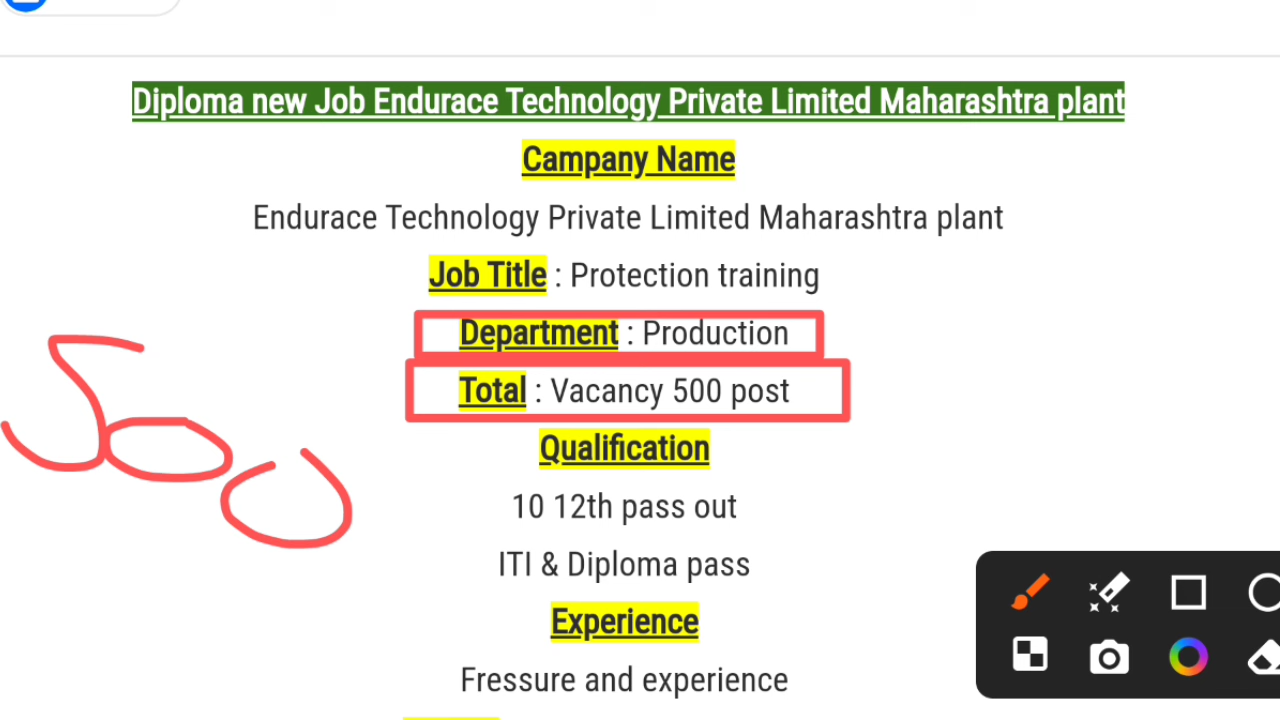 Diploma new Job Endurace Technology Private Limited Maharashtra plant
Campany Name
Endurace Technology Private Limited Maharashtra plant
Job Title : Protection training
Department : Production
Total : Vacancy 500 post
500
Qualification
10 12th pass out
ITI & Diploma pass
Experience
Fressure and experience